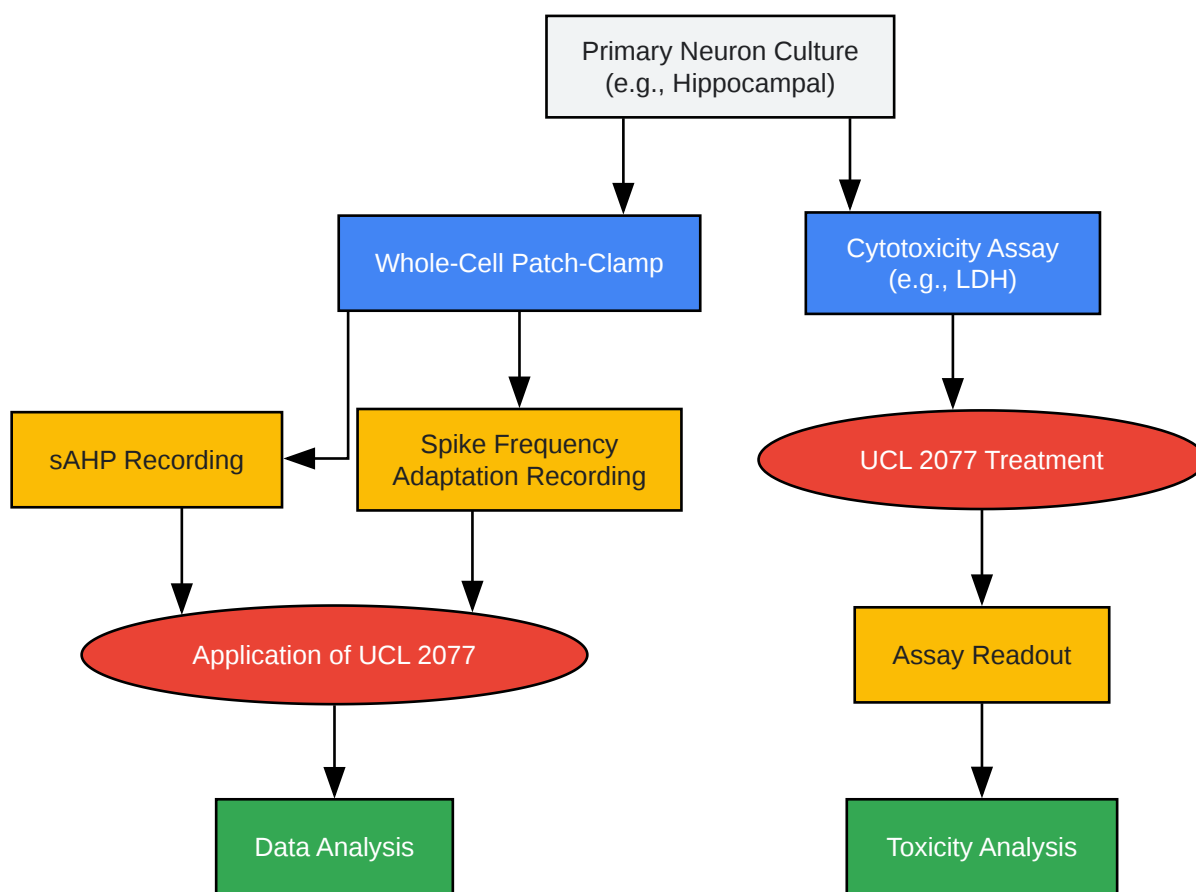 Primary Neuron Culture
(e.g., Hippocampal)
Whole-Cell Patch-Clamp
Cytotoxicity Assay
(e.g., LDH)
sAHP Recording
Spike Frequency
Adaptation Recording
UCL 2077 Treatment
Application of UCL 2077
Assay Readout
Data Analysis
Toxicity Analysis